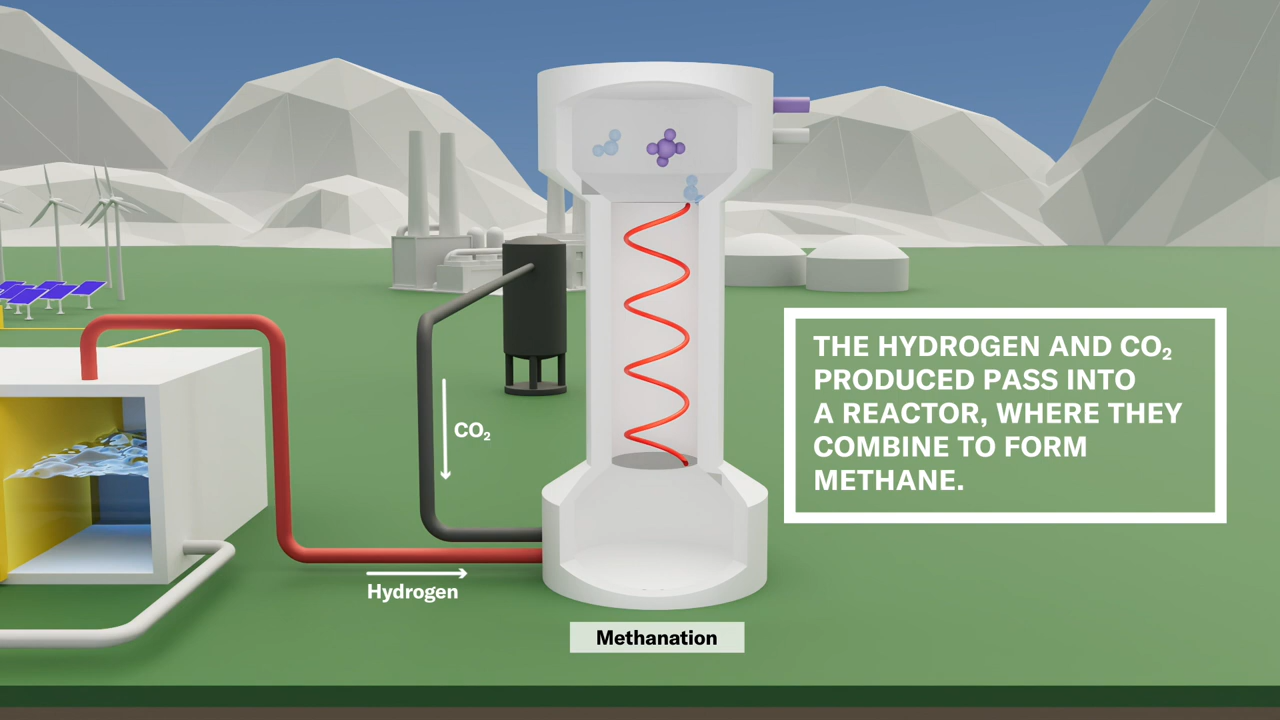 CO₂
THE HYDROGEN AND CO₂
PRODUCED PASS INTO
A REACTOR, WHERE THEY
COMBINE TO FORM
METHANE.
Hydrogen
Methanation